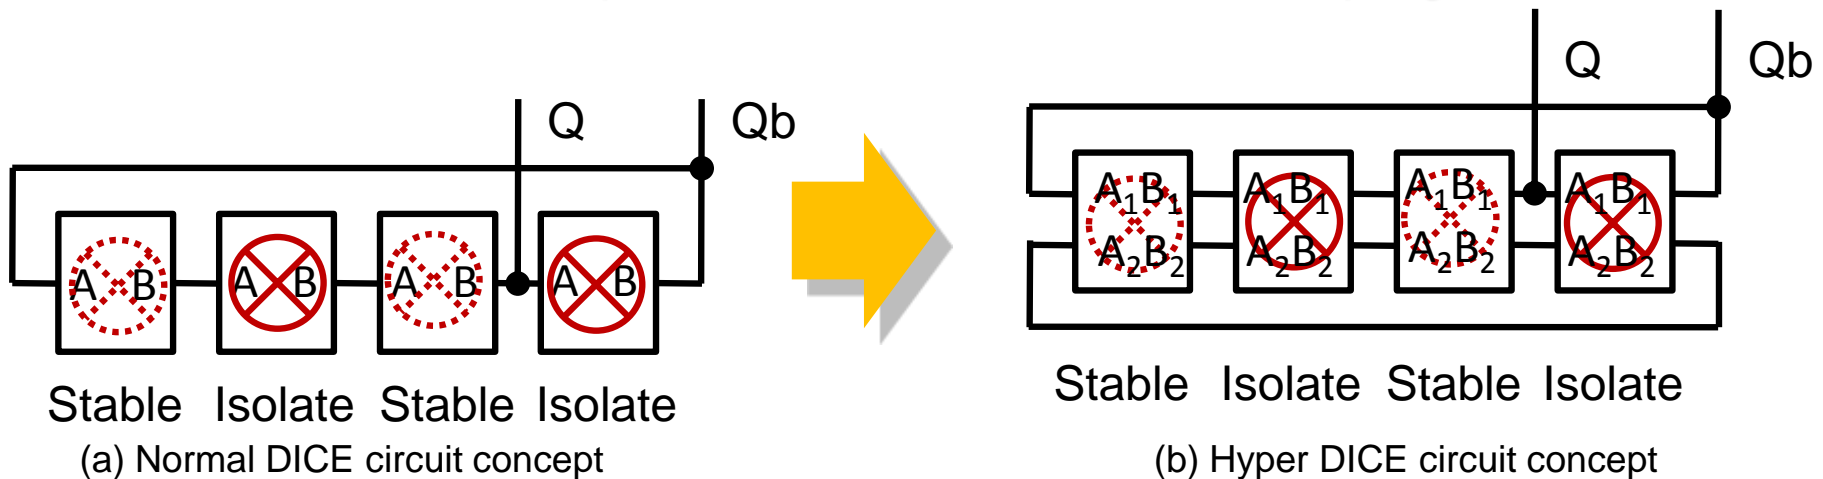 Q Qb
A B A B A B A B
Stable Isolate Stable Isolate
(a) Normal DICE circuit concept
Q Qb
A₁B₁ A₁B₁ A₁B₁ A₁B₁
A₂B₂ A₂B₂ A₂B₂ A₂B₂
Stable Isolate Stable Isolate
(b) Hyper DICE circuit concept